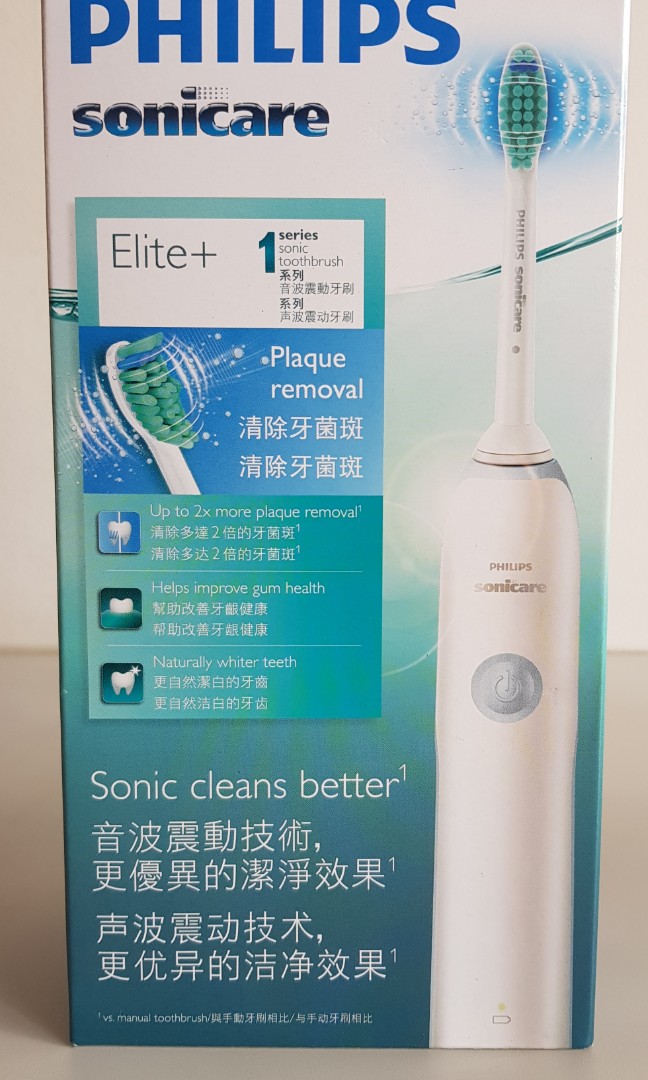 PHILIPS
sonicare
Elite+
1 series
sonic
toothbrush
系列
音波震動牙刷
系列
声波震动牙刷
Plaque
removal
清除牙菌斑
清除牙菌斑
Up to 2x more plaque removal¹
清除多達2倍的牙菌斑¹
清除多达2倍的牙菌斑¹
Helps improve gum health
幫助改善牙齦健康
帮助改善牙龈健康
Naturally whiter teeth
更自然潔白的牙齒
更自然洁白的牙齿
Sonic cleans better¹
音波震動技術,
更優異的潔淨效果¹
声波震动技术,
更优异的洁净效果¹
¹ vs. manual toothbrush/與手動牙刷相比/与手动牙刷相比
PHILIPS sonicare
PHILIPS
sonicare